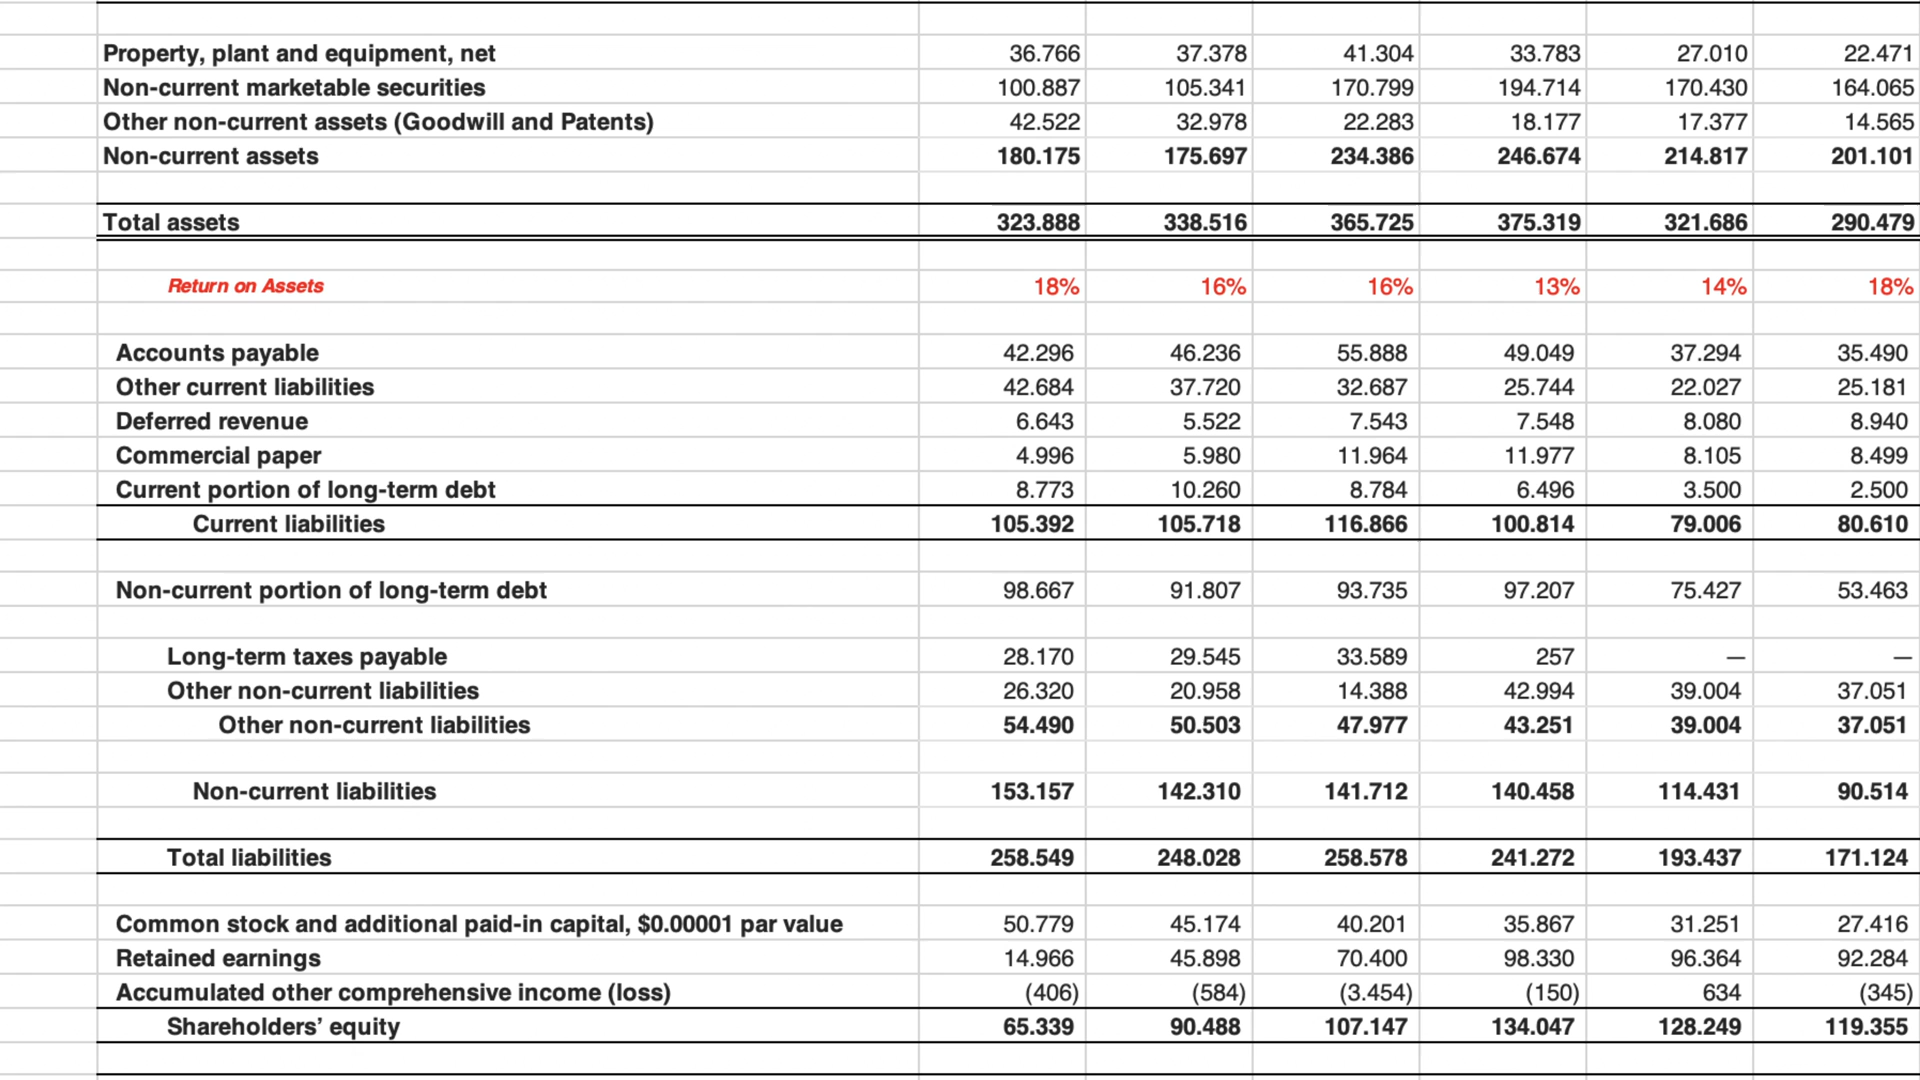 Property, plant and equipment, net 36.766 37.378 41.304 33.783 27.010 22.471
Non-current marketable securities 100.887 105.341 170.799 194.714 170.430 164.065
Other non-current assets (Goodwill and Patents) 42.522 32.978 22.283 18.177 17.377 14.565
Non-current assets 180.175 175.697 234.386 246.674 214.817 201.101
Total assets 323.888 338.516 365.725 375.319 321.686 290.479
Return on Assets 18% 16% 16% 13% 14% 18%
Accounts payable 42.296 46.236 55.888 49.049 37.294 35.490
Other current liabilities 42.684 37.720 32.687 25.744 22.027 25.181
Deferred revenue 6.643 5.522 7.543 7.548 8.080 8.940
Commercial paper 4.996 5.980 11.964 11.977 8.105 8.499
Current portion of long-term debt 8.773 10.260 8.784 6.496 3.500 2.500
Current liabilities 105.392 105.718 116.866 100.814 79.006 80.610
Non-current portion of long-term debt 98.667 91.807 93.735 97.207 75.427 53.463
Long-term taxes payable 28.170 29.545 33.589 257 — —
Other non-current liabilities 26.320 20.958 14.388 42.994 39.004 37.051
Other non-current liabilities 54.490 50.503 47.977 43.251 39.004 37.051
Non-current liabilities 153.157 142.310 141.712 140.458 114.431 90.514
Total liabilities 258.549 248.028 258.578 241.272 193.437 171.124
Common stock and additional paid-in capital, $0.00001 par value 50.779 45.174 40.201 35.867 31.251 27.416
Retained earnings 14.966 45.898 70.400 98.330 96.364 92.284
Accumulated other comprehensive income (loss) (406) (584) (3.454) (150) 634 (345)
Shareholders’ equity 65.339 90.488 107.147 134.047 128.249 119.355